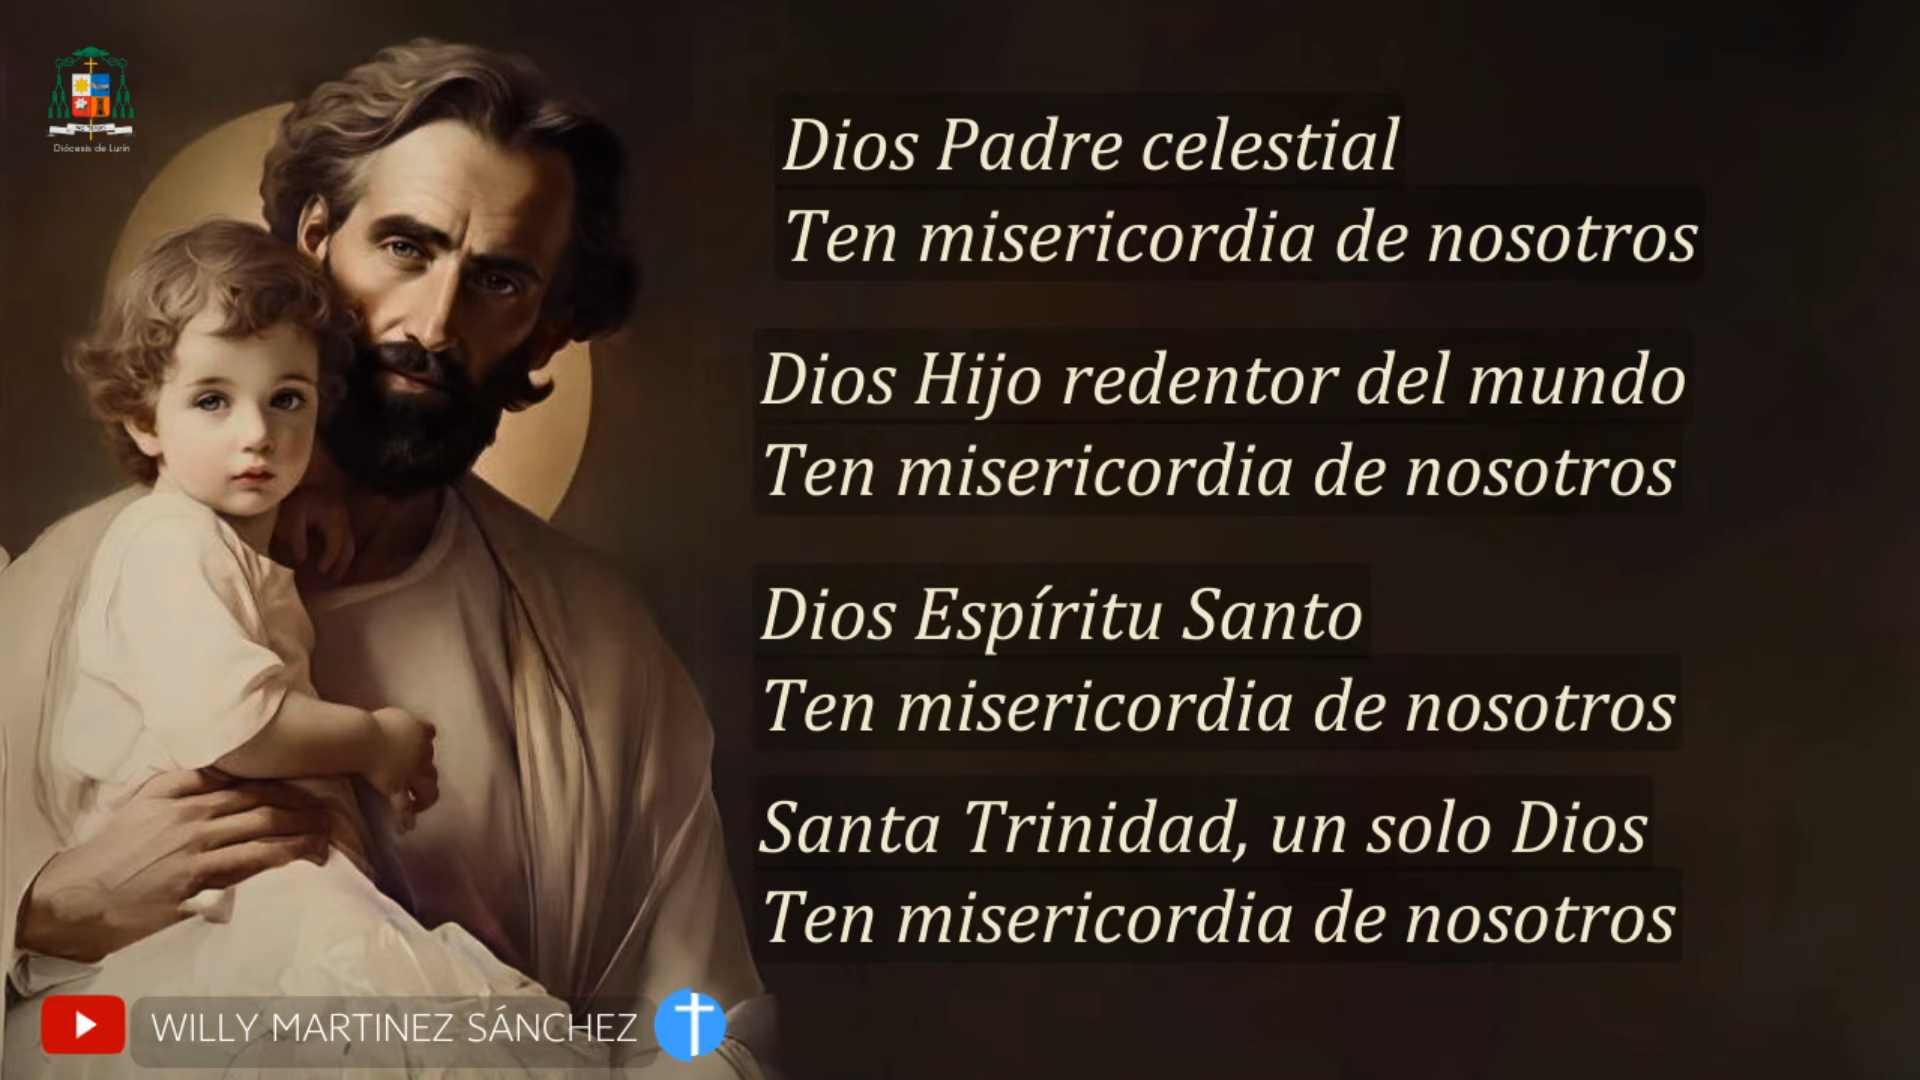 Diócesis de Lurín
Dios Padre celestial
Ten misericordia de nosotros
Dios Hijo redentor del mundo
Ten misericordia de nosotros
Dios Espíritu Santo
Ten misericordia de nosotros
Santa Trinidad, un solo Dios
Ten misericordia de nosotros
WILLY MARTINEZ SÁNCHEZ